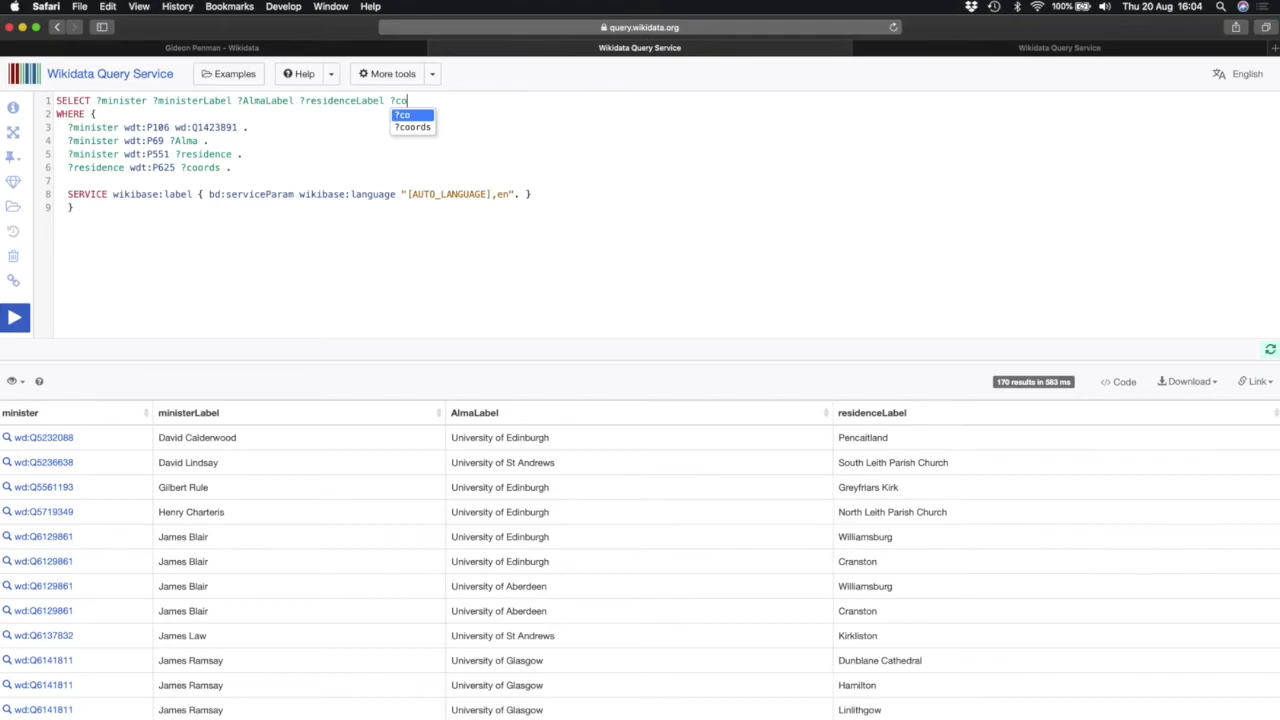 Safari File Edit View History Bookmarks Develop Window Help 100% Thu 20 Aug 16:04
query.wikidata.org
Gideon Penman - Wikidata Wikidata Query Service Wikidata Query Service
Wikidata Query Service Examples Help More tools English
1 SELECT ?minister ?ministerLabel ?AlmaLabel ?residenceLabel ?co
2 WHERE {
?co
3 ?minister wdt:P106 wd:Q1423891 .
?coords
4 ?minister wdt:P69 ?Alma .
5 ?minister wdt:P551 ?residence .
6 ?residence wdt:P625 ?coords .
7
8 SERVICE wikibase:label { bd:serviceParam wikibase:language "[AUTO_LANGUAGE],en". }
9 }
170 results in 583 ms </> Code Download Link
minister ministerLabel AlmaLabel residenceLabel
wd:Q5232088 David Calderwood University of Edinburgh Pencaitland
wd:Q5236638 David Lindsay University of St Andrews South Leith Parish Church
wd:Q5561193 Gilbert Rule University of Edinburgh Greyfriars Kirk
wd:Q5719349 Henry Charteris University of Edinburgh North Leith Parish Church
wd:Q6129861 James Blair University of Edinburgh Williamsburg
wd:Q6129861 James Blair University of Edinburgh Cranston
wd:Q6129861 James Blair University of Aberdeen Williamsburg
wd:Q6129861 James Blair University of Aberdeen Cranston
wd:Q6137832 James Law University of St Andrews Kirkliston
wd:Q6141811 James Ramsay University of Glasgow Dunblane Cathedral
wd:Q6141811 James Ramsay University of Glasgow Hamilton
wd:Q6141811 James Ramsay University of Glasgow Linlithgow